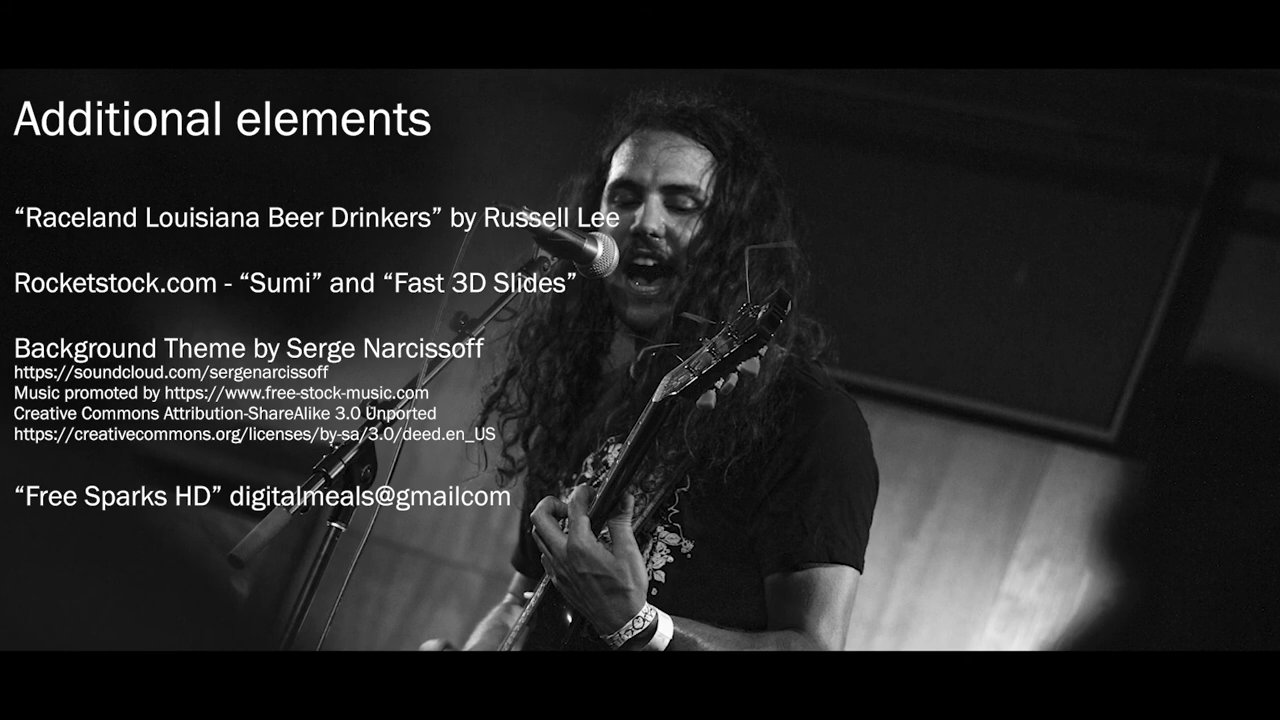 Additional elements
“Raceland Louisiana Beer Drinkers” by Russell Lee
Rocketstock.com - “Sumi” and “Fast 3D Slides”
Background Theme by Serge Narcissoff
https://soundcloud.com/sergenarcissoff
Music promoted by https://www.free-stock-music.com
Creative Commons Attribution-ShareAlike 3.0 Unported
https://creativecommons.org/licenses/by-sa/3.0/deed.en_US
“Free Sparks HD” digitalmeals@gmailcom